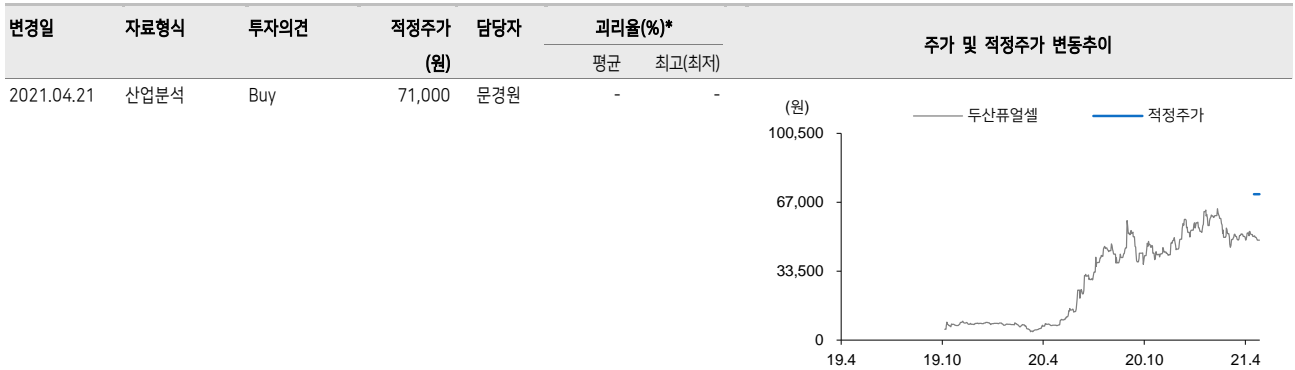 변경일 자료형식 투자의견 적정주가 담당자 괴리율(%)* 주가 및 적정주가 변동추이
(원) 평균 최고(최저)
2021.04.21 산업분석 Buy 71,000 문경원 - -
(원) 두산퓨얼셀 적정주가
100,500
67,000
33,500
0
19.4 19.10 20.4 20.10 21.4